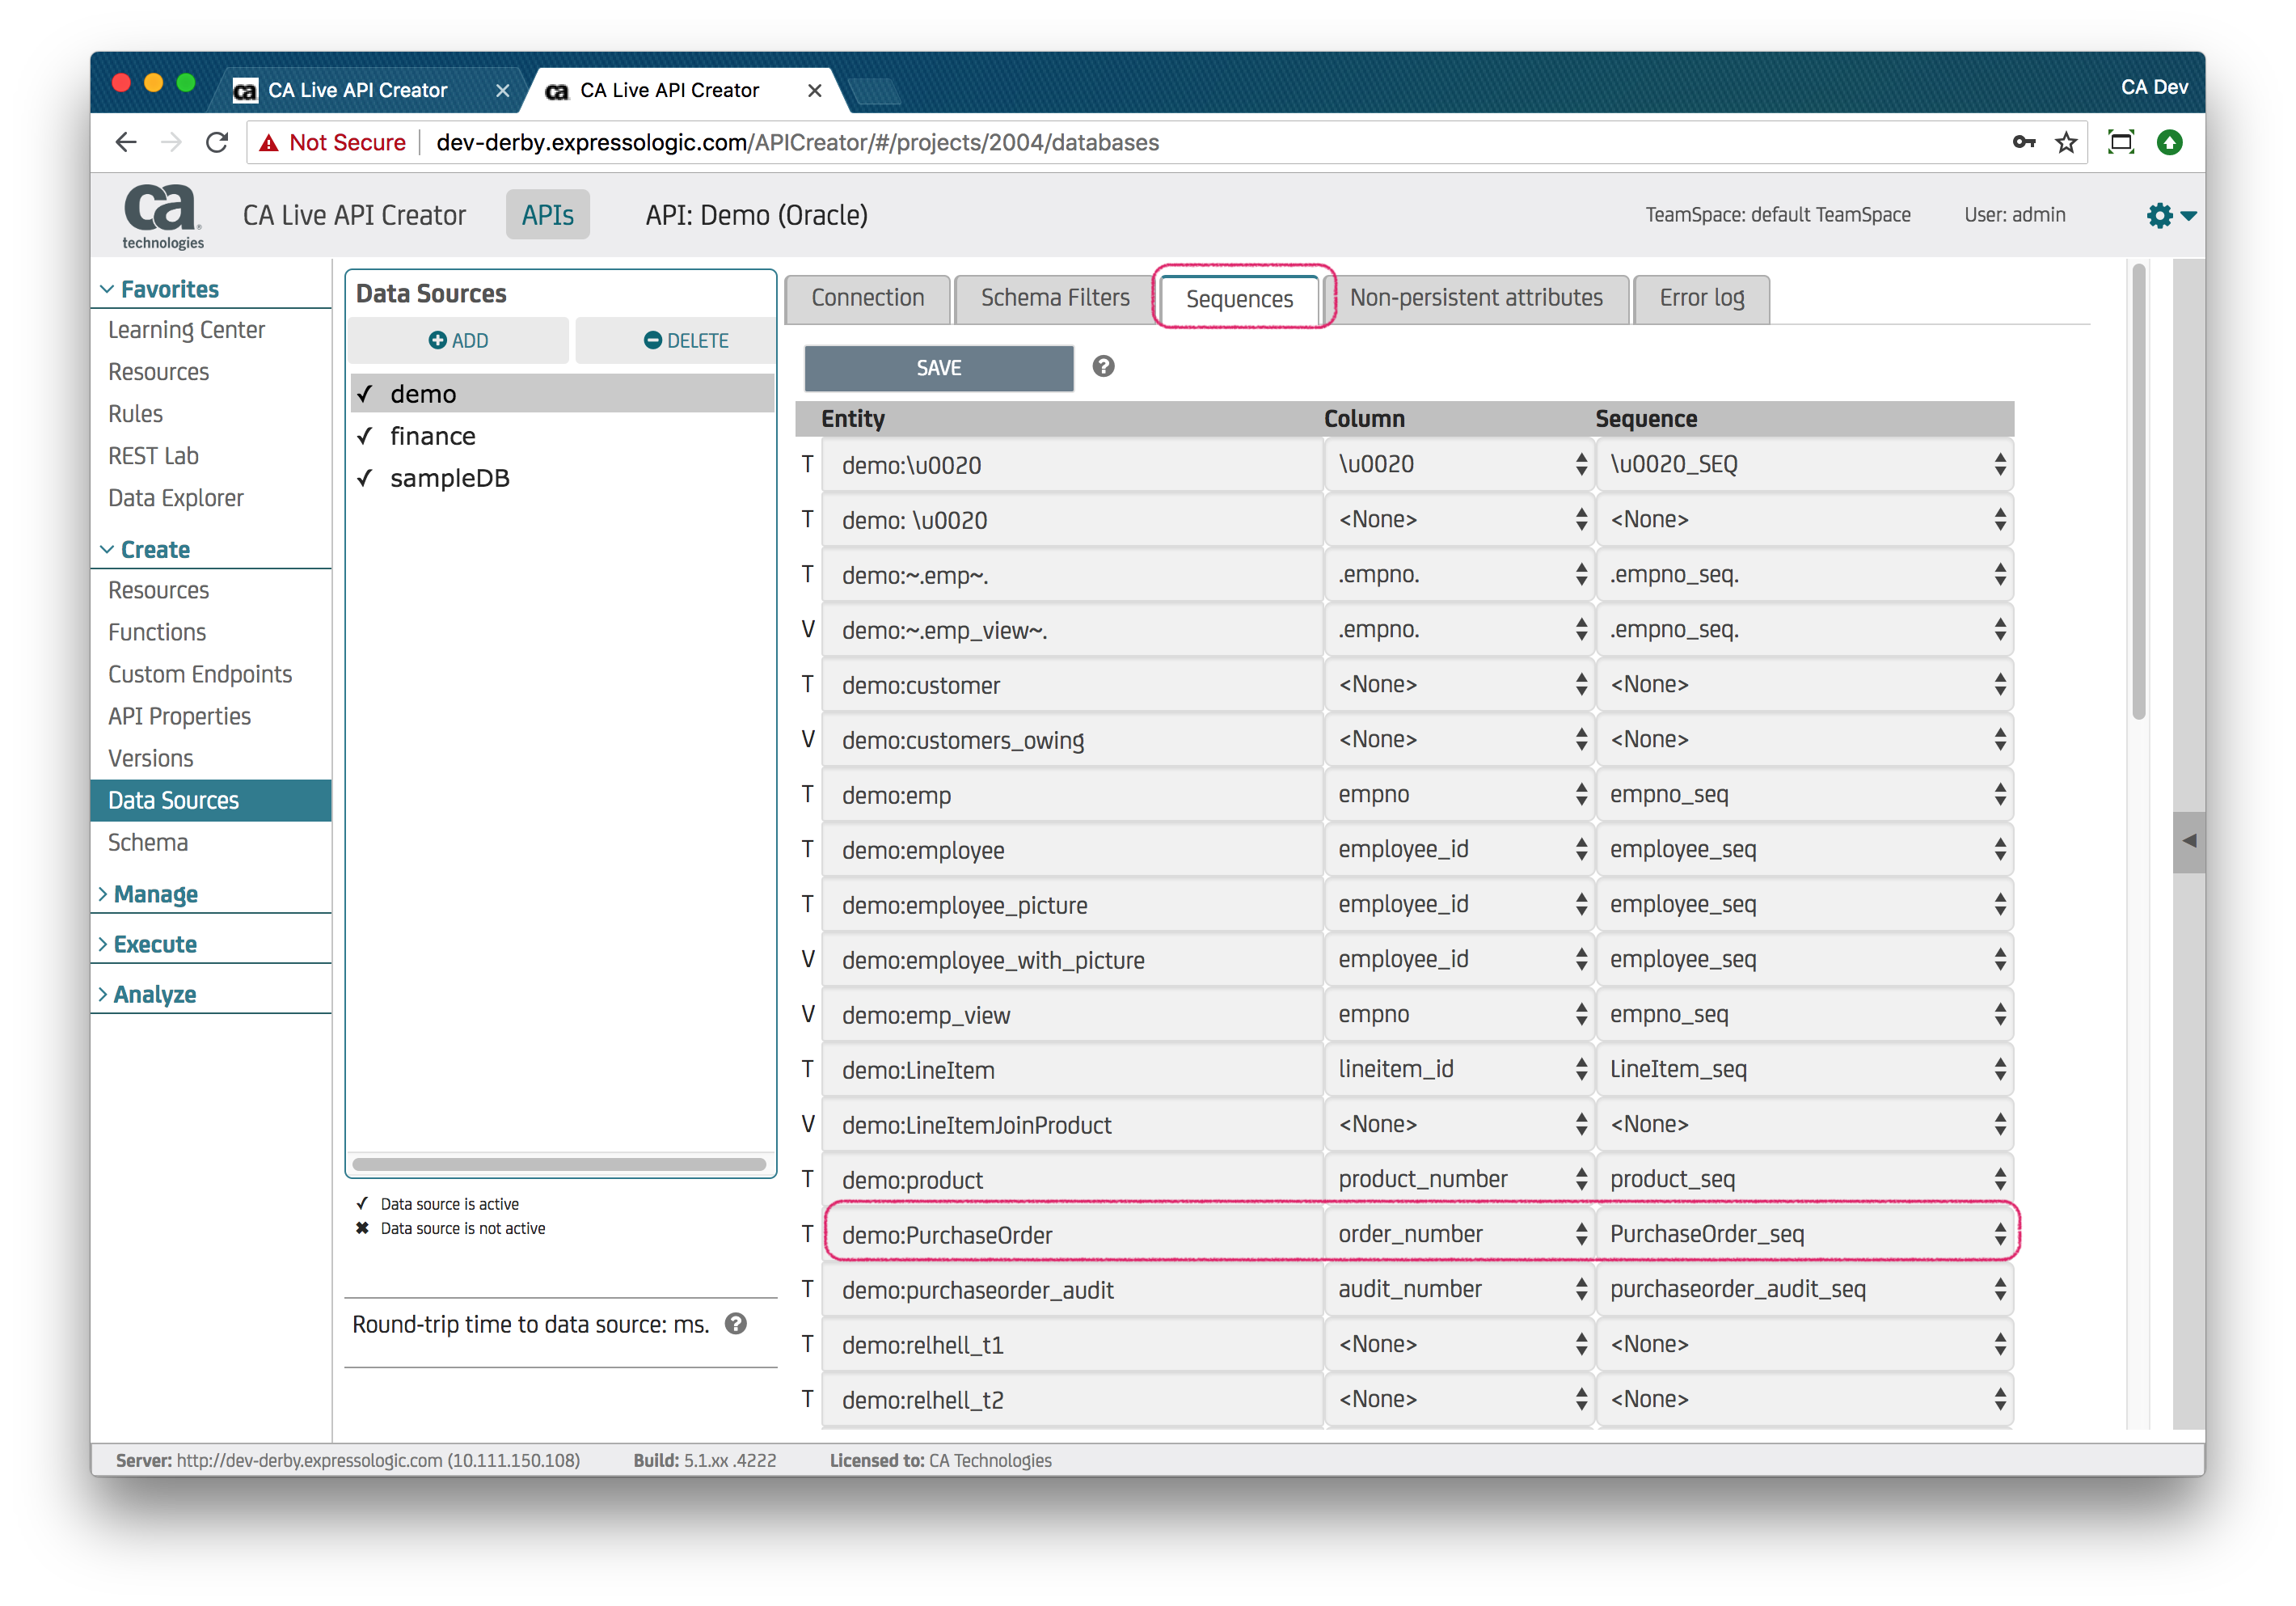 CA Live API Creator
CA Live API Creator
CA Dev
Not Secure dev-derby.expressologic.com/APICreator/#/projects/2004/databases
ca technologies
CA Live API Creator APIs API: Demo (Oracle) TeamSpace: default TeamSpace User: admin
Favorites
Learning Center
Resources
Rules
REST Lab
Data Explorer
Create
Resources
Functions
Custom Endpoints
API Properties
Versions
Data Sources
Schema
Manage
Execute
Analyze
Data Sources
ADD DELETE
✓ demo
✓ finance
✓ sampleDB
✓ Data source is active
✖ Data source is not active
Round-trip time to data source: ms. ?
Connection Schema Filters Sequences Non-persistent attributes Error log
SAVE ?
Entity Column Sequence
T demo:\u0020 \u0020 \u0020_SEQ
T demo: \u0020 <None> <None>
T demo:~.emp~. .empno. .empno_seq.
V demo:~.emp_view~. .empno. .empno_seq.
T demo:customer <None> <None>
V demo:customers_owing <None> <None>
T demo:emp empno empno_seq
T demo:employee employee_id employee_seq
T demo:employee_picture employee_id employee_seq
V demo:employee_with_picture employee_id employee_seq
V demo:emp_view empno empno_seq
T demo:LineItem lineitem_id LineItem_seq
V demo:LineItemJoinProduct <None> <None>
T demo:product product_number product_seq
T demo:PurchaseOrder order_number PurchaseOrder_seq
T demo:purchaseorder_audit audit_number purchaseorder_audit_seq
T demo:relhell_t1 <None> <None>
T demo:relhell_t2 <None> <None>
Server: http://dev-derby.expressologic.com (10.111.150.108) Build: 5.1.xx .4222 Licensed to: CA Technologies